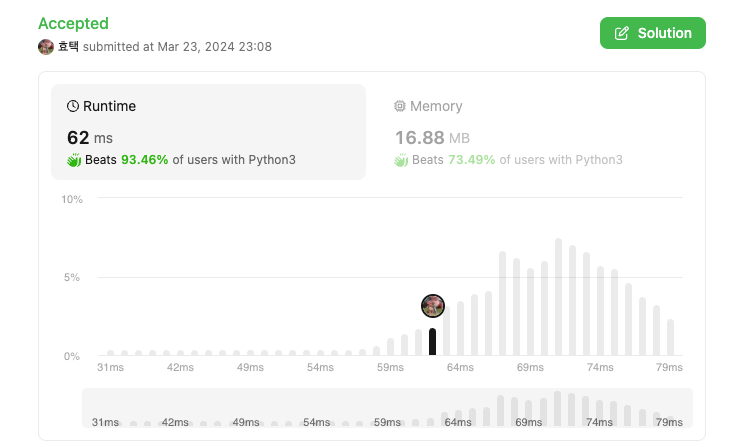 Accepted
효택 submitted at Mar 23, 2024 23:08
Solution
Runtime
62 ms
Beats 93.46% of users with Python3
Memory
16.88 MB
Beats 73.49% of users with Python3
10%
5%
0%
31ms 42ms 49ms 54ms 59ms 64ms 69ms 74ms 79ms
31ms 42ms 49ms 54ms 59ms 64ms 69ms 74ms 79ms